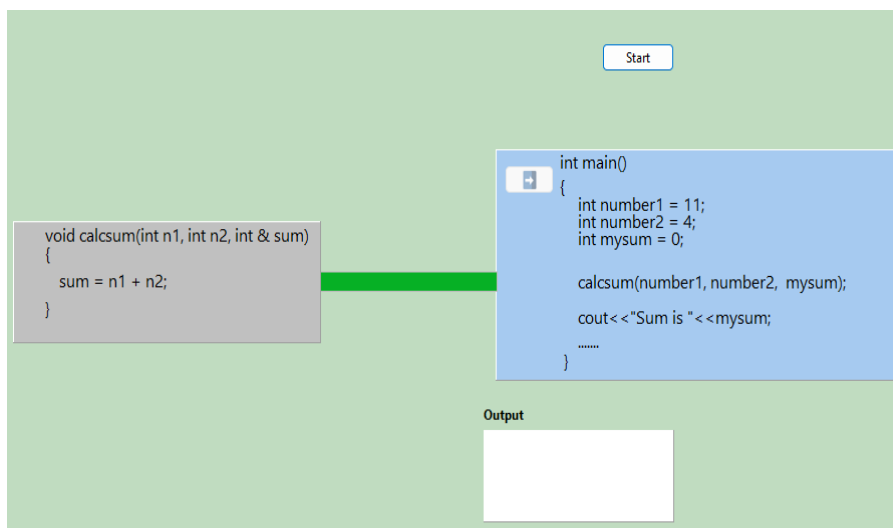 Start
int main()
{
int number1 = 11;
int number2 = 4;
int mysum = 0;
calcsum(number1, number2, mysum);
cout<<"Sum is "<<mysum;
.......
}
void calcsum(int n1, int n2, int & sum)
{
sum = n1 + n2;
}
Output